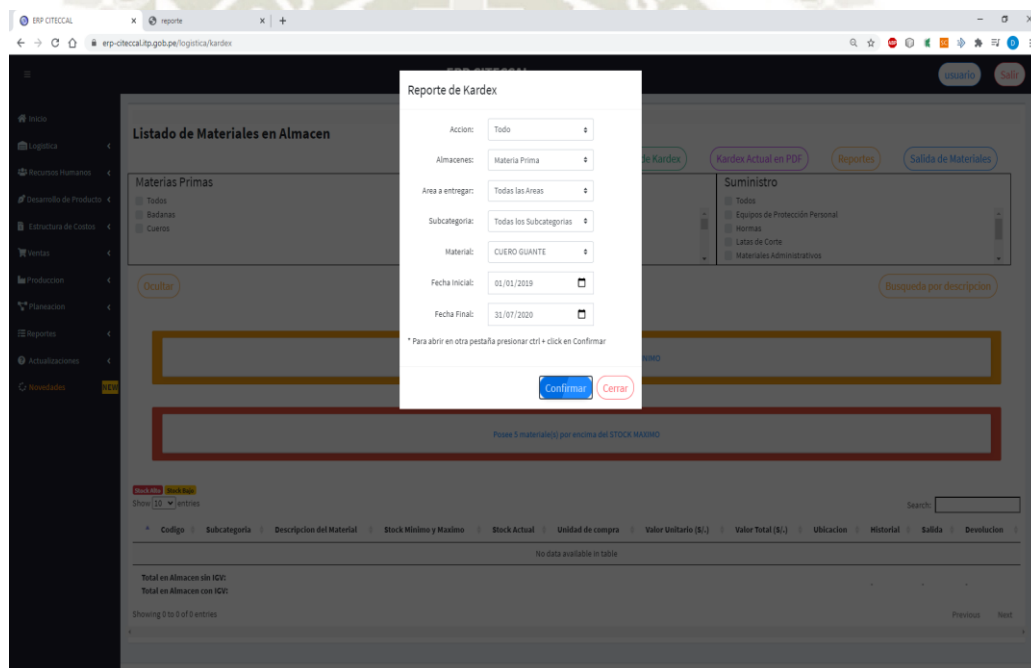 ERP CITECCAL
reporte
erp-citeccal.itp.gob.pe/logistica/kardex
usuario
Salir
Inicio
Logistica
Recursos Humanos
Desarrollo de Producto
Estructura de Costos
Ventas
Produccion
Planeacion
Reportes
Actualizaciones
Novedades
NEW
Listado de Materiales en Almacen
de Kardex
Kardex Actual en PDF
Reportes
Salida de Materiales
Materias Primas
Todos
Badanas
Cueros
Suministro
Todos
Equipos de Protección Personal
Hormas
Latas de Corte
Materiales Administrativos
Ocultar
Busqueda por descripcion
Reporte de Kardex
Accion: Todo
Almacenes: Materia Prima
Area a entregar: Todas las Areas
Subcategoria: Todas los Subcategorias
Material: CUERO GUANTE
Fecha Inicial: 01/01/2019
Fecha Final: 31/07/2020
* Para abrir en otra pestaña presionar ctrl + click en Confirmar
Confirmar
Cerrar
Posee 5 materiale(s) por encima del STOCK MAXIMO
Stock Alto Stock Bajo
Show 10 entries
Search:
Codigo Subcategoria Descripcion del Material Stock Minimo y Maximo Stock Actual Unidad de compra Valor Unitario (S/.) Valor Total (S/.) Ubicacion Historial Salida Devolucion
No data available in table
Total en Almacen sin IGV:
Total en Almacen con IGV:
Showing 0 to 0 of 0 entries
Previous Next